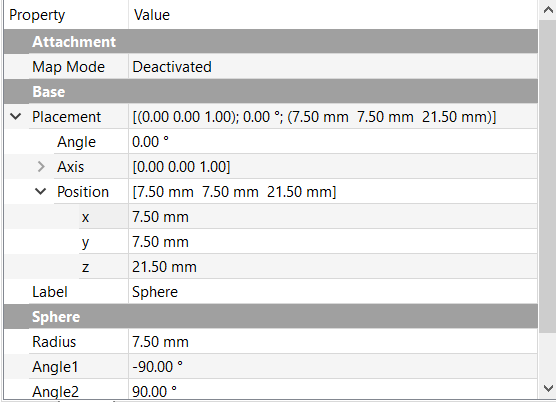 Property Value
Attachment
Map Mode Deactivated
Base
Placement [(0.00 0.00 1.00); 0.00 °; (7.50 mm  7.50 mm  21.50 mm)]
Angle 0.00 °
Axis [0.00 0.00 1.00]
Position [7.50 mm  7.50 mm  21.50 mm]
x 7.50 mm
y 7.50 mm
z 21.50 mm
Label Sphere
Sphere
Radius 7.50 mm
Angle1 -90.00 °
Angle2 90.00 °